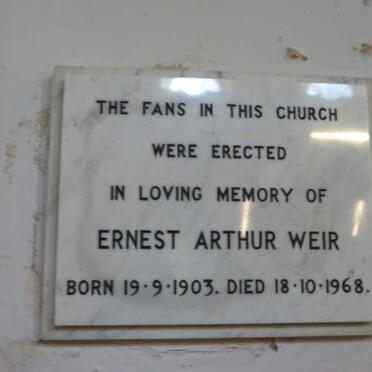 THE FANS IN THIS CHURCH
WERE ERECTED
IN LOVING MEMORY OF
ERNEST ARTHUR WEIR
BORN 19·9·1903. DIED 18·10·1968.